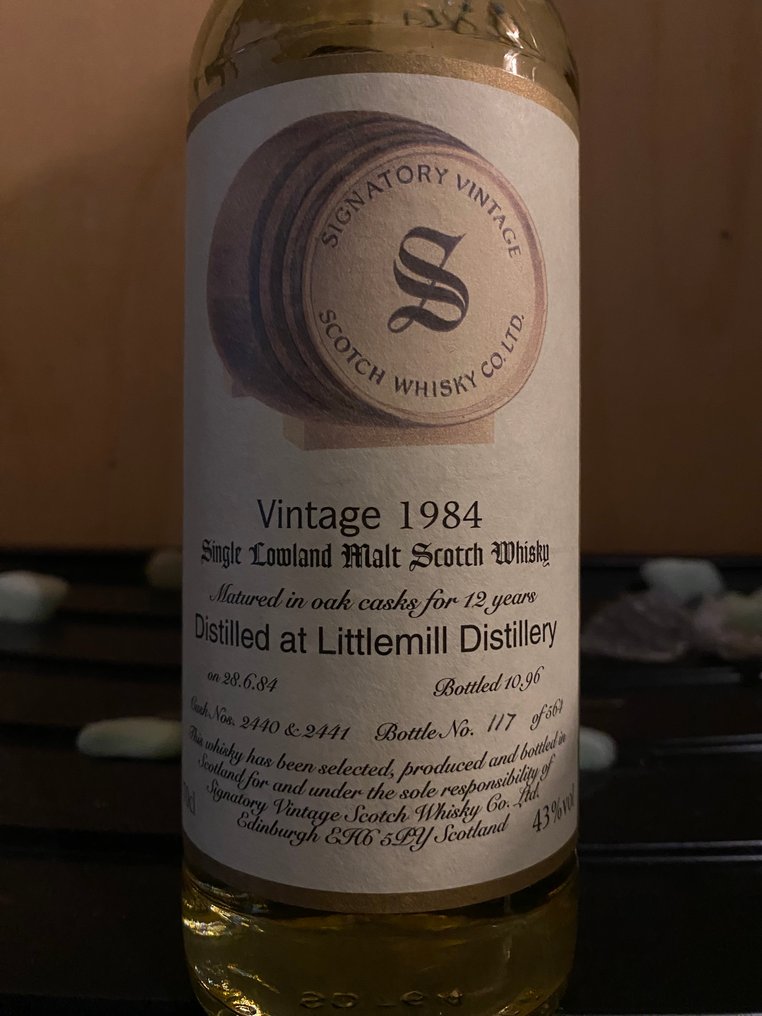 SIGNATORY VINTAGE
S
SCOTCH WHISKY CO. LTD.
Vintage 1984
Single Lowland Malt Scotch Whisky
Matured in oak casks for 12 years
Distilled at Littlemill Distillery
on 28.6.84 Bottled 10.96
Cask Nos. 2440 & 2441 Bottle No. 117 of 564
This whisky has been selected, produced and bottled in
Scotland for and under the sole responsibility of
Signatory Vintage Scotch Whisky Co. Ltd.
Edinburgh EH6 5PY Scotland
43%vol